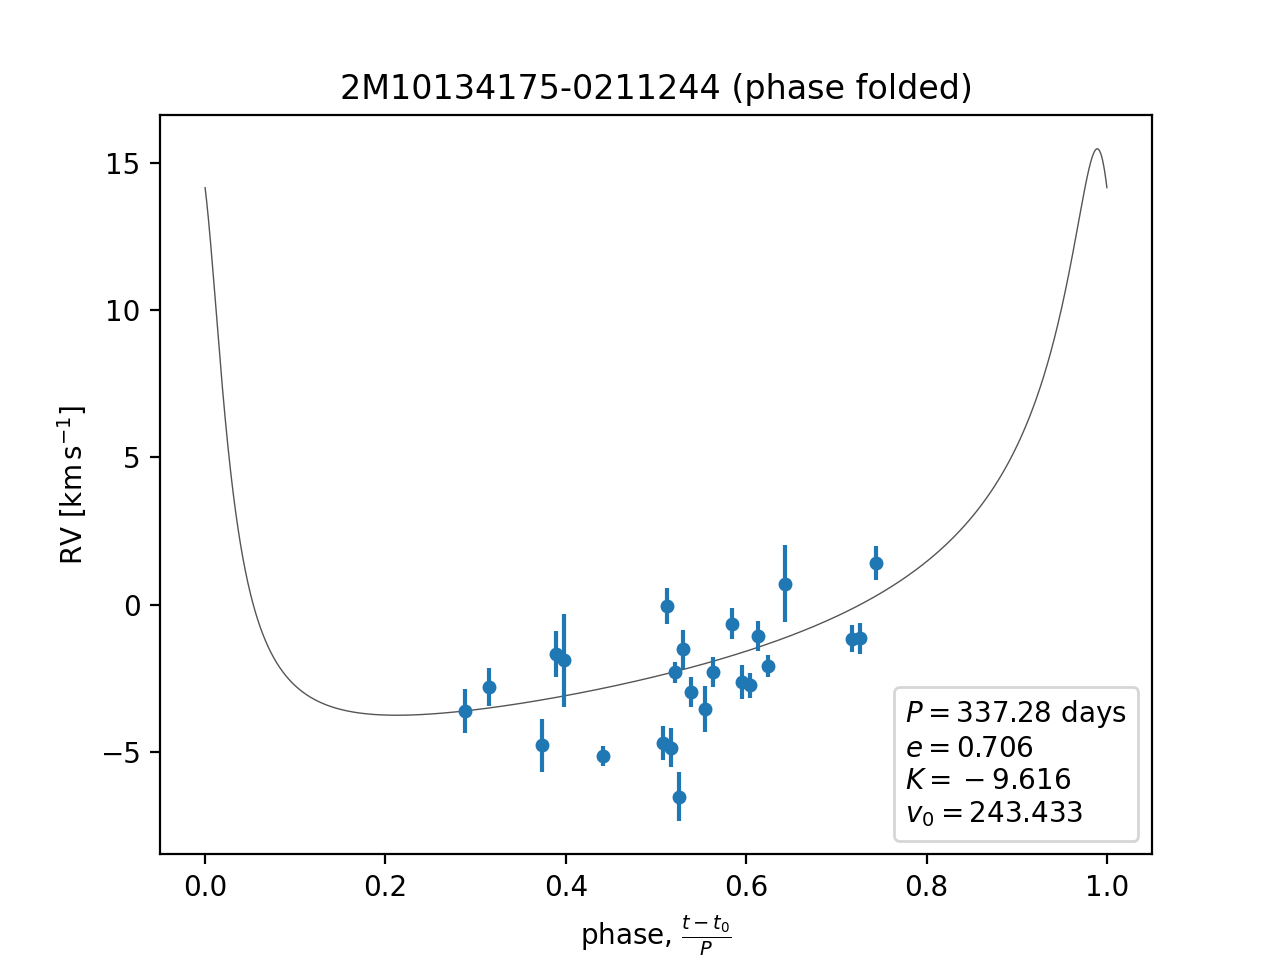 2M10134175-0211244 (phase folded)
RV [km s⁻¹]
15
10
5
0
−5
P = 337.28 days
e = 0.706
K = −9.616
v₀ = 243.433
0.0 0.2 0.4 0.6 0.8 1.0
phase, (t − t₀)/P